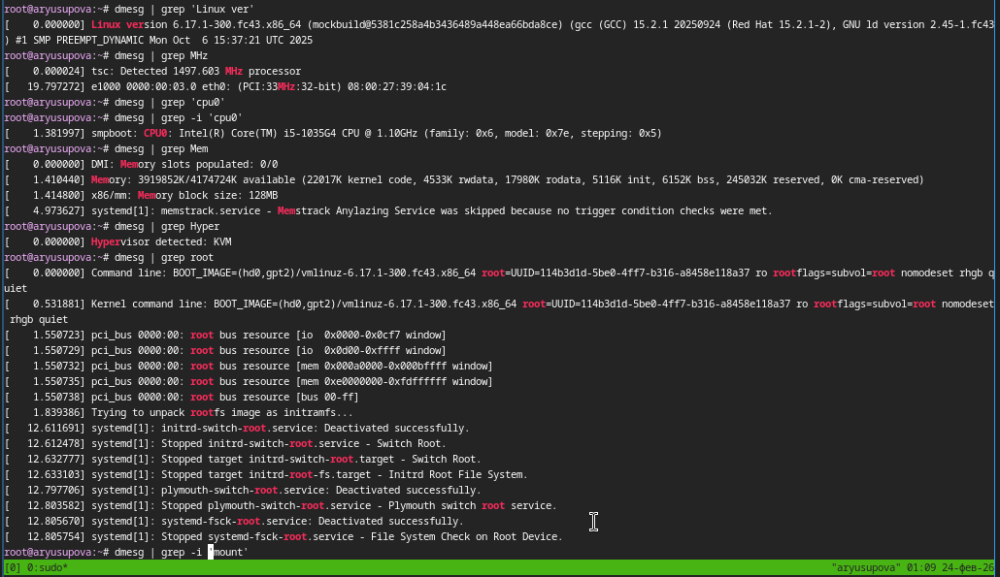 root@aryusupova:~# dmesg | grep 'Linux ver'
[    0.000000] Linux version 6.17.1-300.fc43.x86_64 (mockbuild@5381c258a4b3436489a448ea66bda8ce) (gcc (GCC) 15.2.1 20250924 (Red Hat 15.2.1-2), GNU ld version 2.45-1.fc43
) #1 SMP PREEMPT_DYNAMIC Mon Oct  6 15:37:21 UTC 2025
root@aryusupova:~# dmesg | grep MHz
[    0.000024] tsc: Detected 1497.603 MHz processor
[   19.797272] e1000 0000:00:03.0 eth0: (PCI:33MHz:32-bit) 08:00:27:39:04:1c
root@aryusupova:~# dmesg | grep 'cpu0'
root@aryusupova:~# dmesg | grep -i 'cpu0'
[    1.381997] smpboot: CPU0: Intel(R) Core(TM) i5-1035G4 CPU @ 1.10GHz (family: 0x6, model: 0x7e, stepping: 0x5)
root@aryusupova:~# dmesg | grep Mem
[    0.000000] DMI: Memory slots populated: 0/0
[    1.410440] Memory: 3919852K/4174724K available (22017K kernel code, 4533K rwdata, 17980K rodata, 5116K init, 6152K bss, 245032K reserved, 0K cma-reserved)
[    1.414800] x86/mm: Memory block size: 128MB
[    4.973627] systemd[1]: memstrack.service - Memstrack Anylazing Service was skipped because no trigger condition checks were met.
root@aryusupova:~# dmesg | grep Hyper
[    0.000000] Hypervisor detected: KVM
root@aryusupova:~# dmesg | grep root
[    0.000000] Command line: BOOT_IMAGE=(hd0,gpt2)/vmlinuz-6.17.1-300.fc43.x86_64 root=UUID=114b3d1d-5be0-4ff7-b316-a8458e118a37 ro rootflags=subvol=root nomodeset rhgb q
uiet
[    0.531881] Kernel command line: BOOT_IMAGE=(hd0,gpt2)/vmlinuz-6.17.1-300.fc43.x86_64 root=UUID=114b3d1d-5be0-4ff7-b316-a8458e118a37 ro rootflags=subvol=root nomodeset
 rhgb quiet
[    1.550723] pci_bus 0000:00: root bus resource [io  0x0000-0x0cf7 window]
[    1.550729] pci_bus 0000:00: root bus resource [io  0x0d00-0xffff window]
[    1.550732] pci_bus 0000:00: root bus resource [mem 0x000a0000-0x000bffff window]
[    1.550735] pci_bus 0000:00: root bus resource [mem 0xe0000000-0xfdffffff window]
[    1.550738] pci_bus 0000:00: root bus resource [bus 00-ff]
[    1.839386] Trying to unpack rootfs image as initramfs...
[   12.611691] systemd[1]: initrd-switch-root.service: Deactivated successfully.
[   12.612478] systemd[1]: Stopped initrd-switch-root.service - Switch Root.
[   12.632777] systemd[1]: Stopped target initrd-switch-root.target - Switch Root.
[   12.633103] systemd[1]: Stopped target initrd-root-fs.target - Initrd Root File System.
[   12.797706] systemd[1]: plymouth-switch-root.service: Deactivated successfully.
[   12.803582] systemd[1]: Stopped plymouth-switch-root.service - Plymouth switch root service.
[   12.805670] systemd[1]: systemd-fsck-root.service: Deactivated successfully.
[   12.805754] systemd[1]: Stopped systemd-fsck-root.service - File System Check on Root Device.
root@aryusupova:~# dmesg | grep -i 'mount'
[0] 0:sudo* "aryusupova" 01:09 24-фев-26